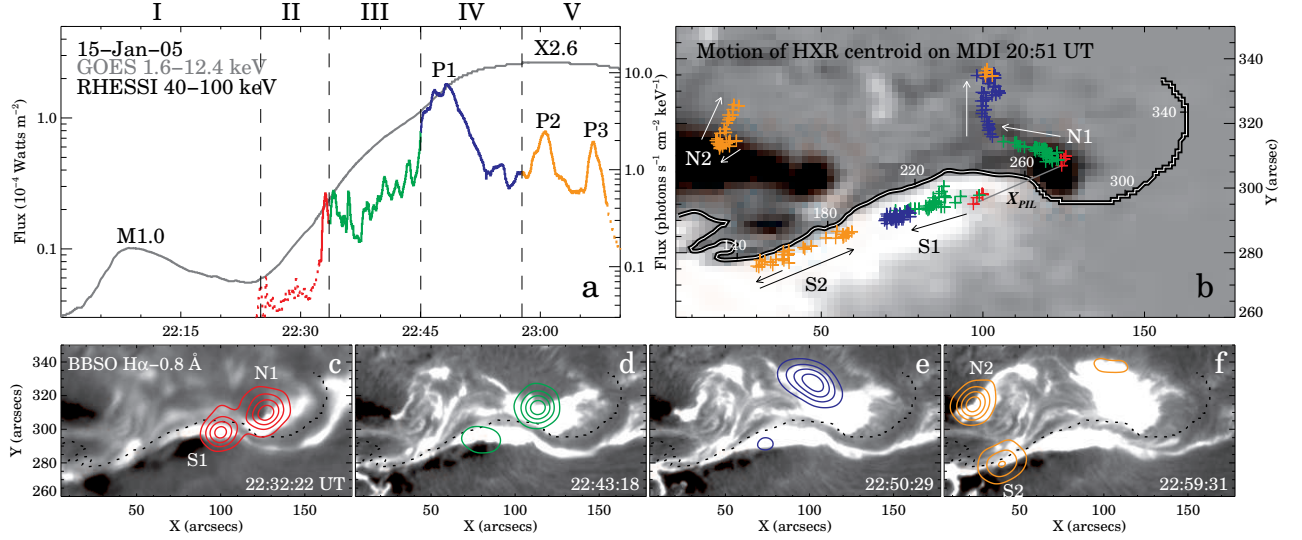 I II III IV V
15-Jan-05
GOES 1.6–12.4 keV
RHESSI 40–100 keV
X2.6
P1
P2
P3
M1.0
a
Flux (10⁻⁴ Watts m⁻²)
1.0
0.1
10.0
1.0
0.1
Flux (photons s⁻¹ cm⁻² keV⁻¹)
22:15 22:30 22:45 23:00
Motion of HXR centroid on MDI 20:51 UT
N1
N2
S1
S2
X_PIL
140
180
220
260
300
340
b
340
320
300
280
260
Y (arcsec)
50 100 150
BBSO Hα−0.8 Å
c
N1
S1
22:32:22 UT
d
22:43:18
e
22:50:29
f
N2
S2
22:59:31
Y (arcsecs)
340
320
300
280
260
50 100 150
50 100 150
50 100 150
50 100 150
X (arcsecs) X (arcsecs) X (arcsecs) X (arcsecs)